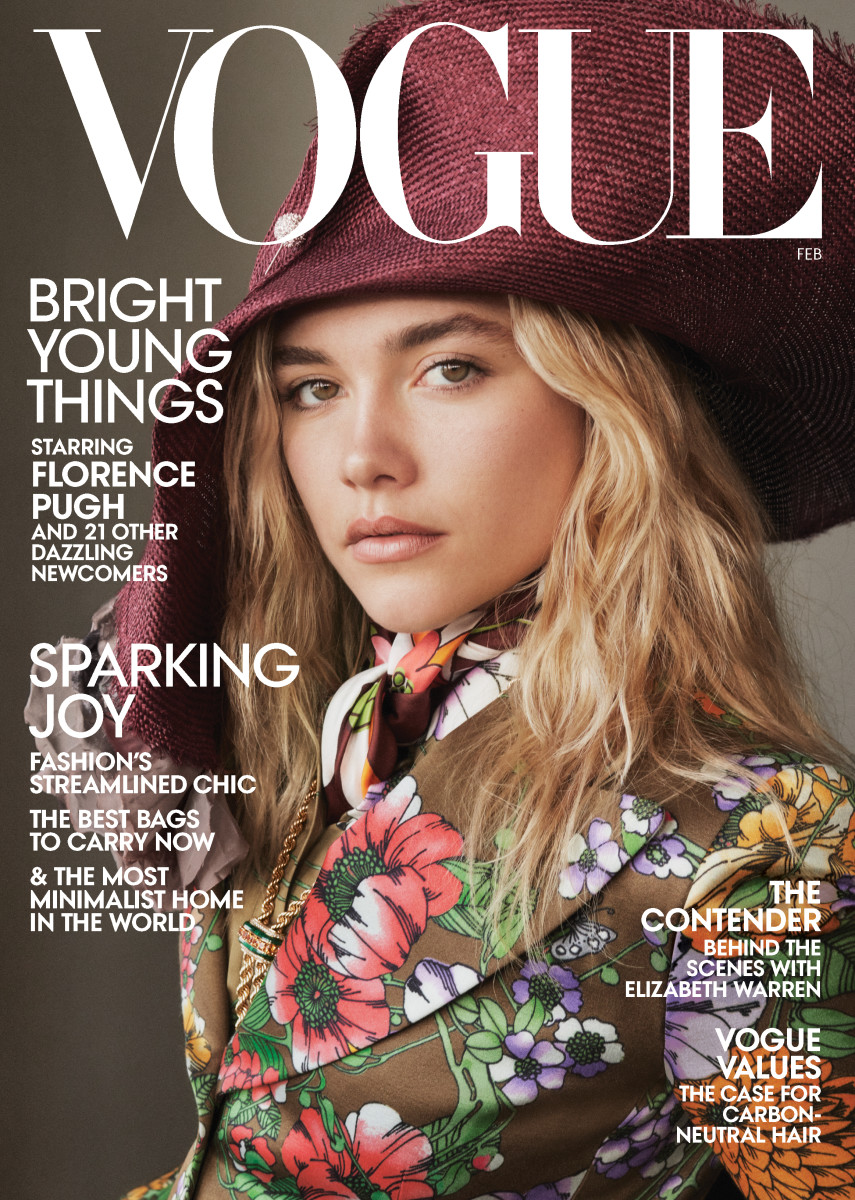 VOGUE
FEB
BRIGHT
YOUNG
THINGS
STARRING
FLORENCE
PUGH
AND 21 OTHER
DAZZLING
NEWCOMERS
SPARKING
JOY
FASHION'S
STREAMLINED CHIC
THE BEST BAGS
TO CARRY NOW
& THE MOST
MINIMALIST HOME
IN THE WORLD
THE
CONTENDER
BEHIND THE
SCENES WITH
ELIZABETH WARREN
VOGUE
VALUES
THE CASE FOR
CARBON-
NEUTRAL HAIR